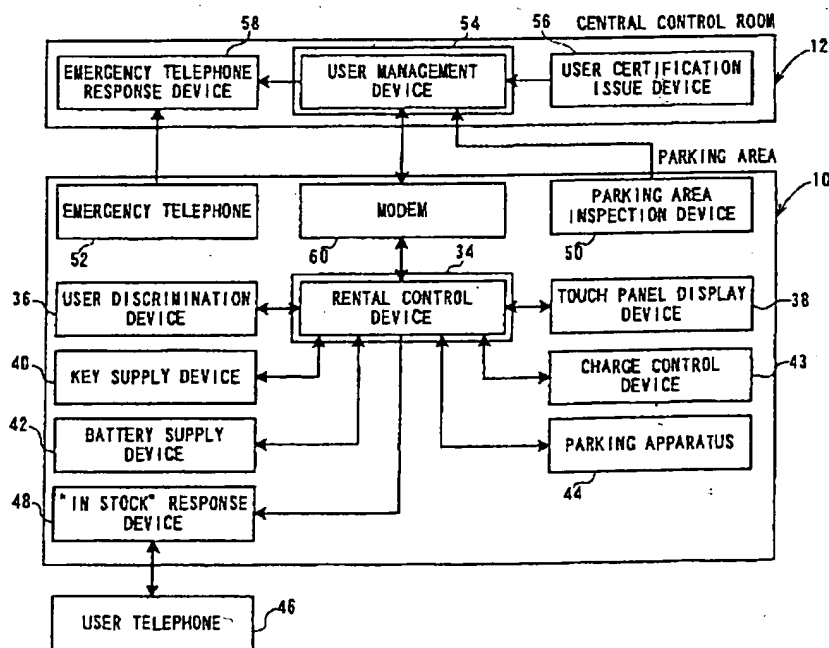 58
54
56
CENTRAL CONTROL ROOM
EMERGENCY TELEPHONE
RESPONSE DEVICE
USER MANAGEMENT
DEVICE
USER CERTIFICATION
ISSUE DEVICE
12
PARKING AREA
EMERGENCY TELEPHONE
52
MODEM
60
PARKING AREA
INSPECTION DEVICE
50
10
34
36
USER DISCRIMINATION
DEVICE
RENTAL CONTROL
DEVICE
TOUCH PANEL DISPLAY
DEVICE
38
40
KEY SUPPLY DEVICE
CHARGE CONTROL
DEVICE
43
42
BATTERY SUPPLY
DEVICE
PARKING APPARATUS
44
48
"IN STOCK" RESPONSE
DEVICE
USER TELEPHONE
46